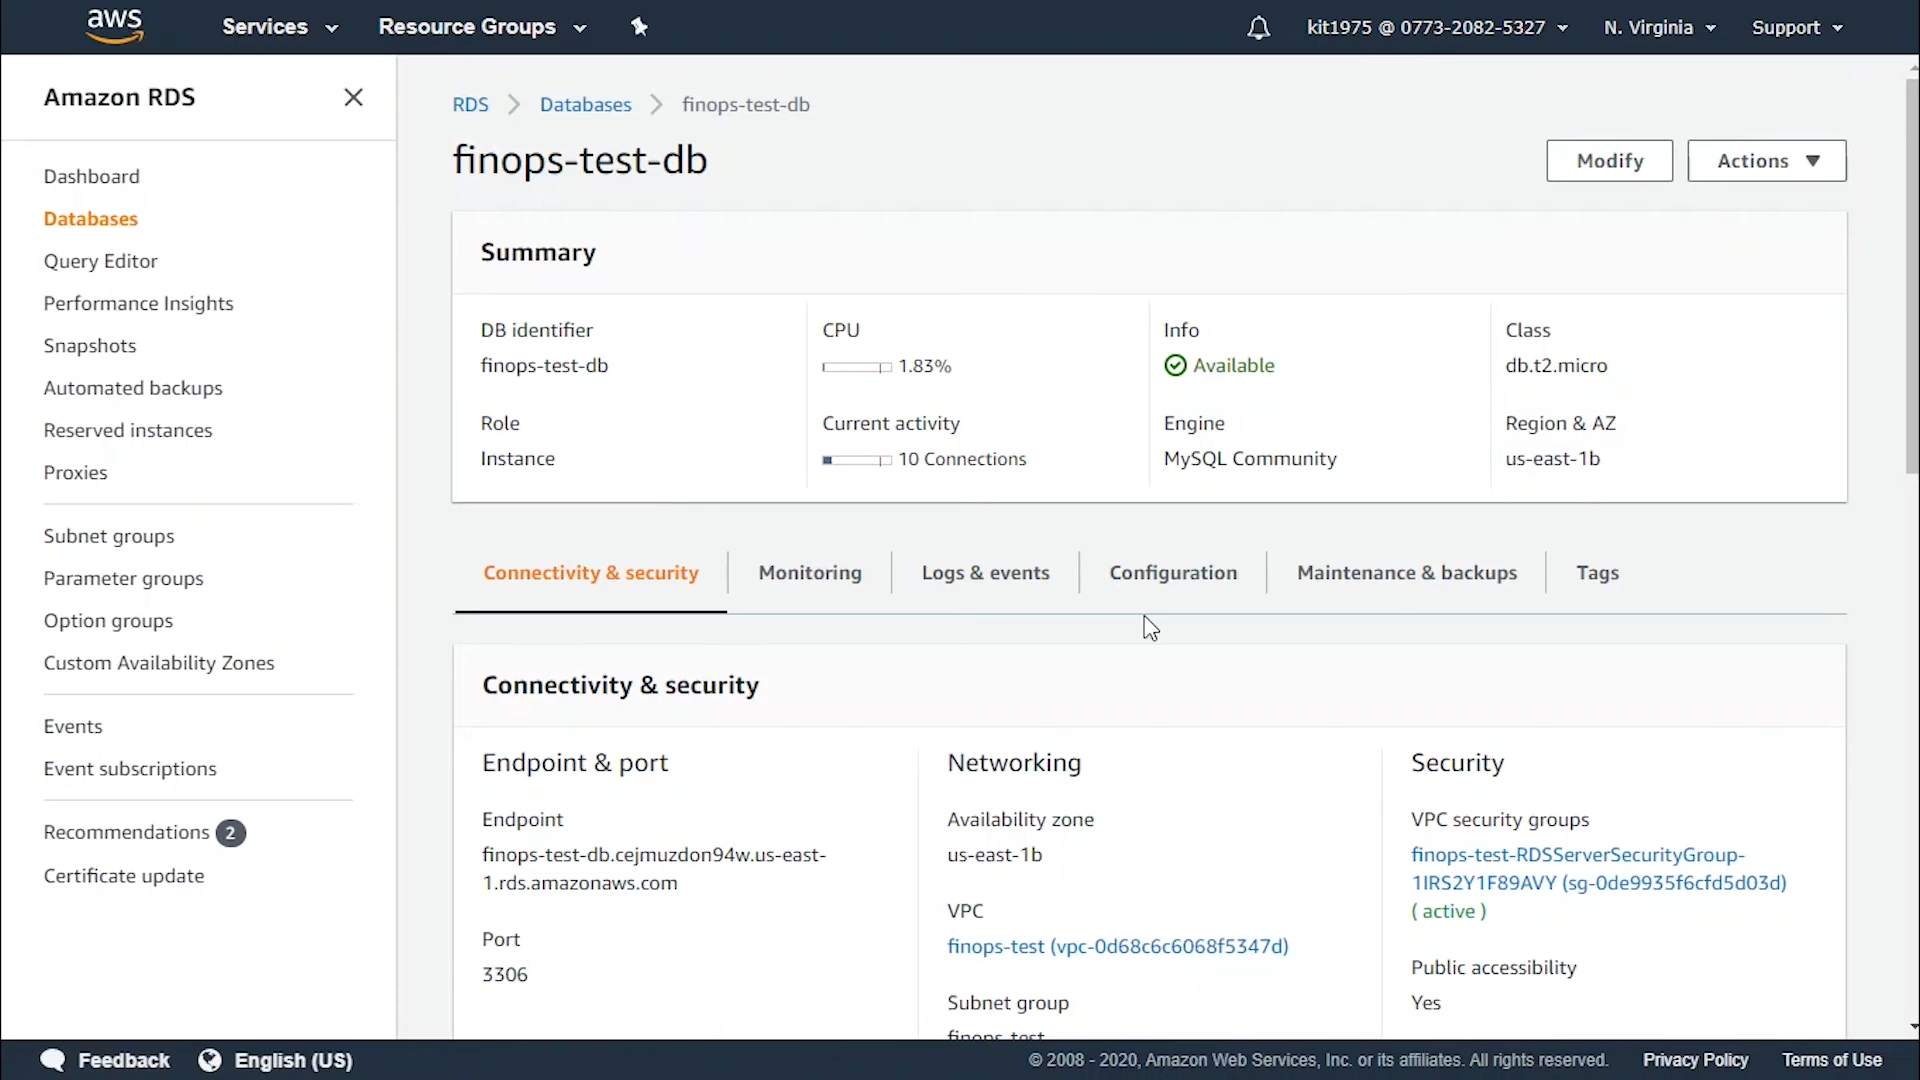 aws Services Resource Groups kit1975 @ 0773-2082-5327 N. Virginia Support
Amazon RDS
Dashboard
Databases
Query Editor
Performance Insights
Snapshots
Automated backups
Reserved instances
Proxies
Subnet groups
Parameter groups
Option groups
Custom Availability Zones
Events
Event subscriptions
Recommendations 2
Certificate update
RDS Databases finops-test-db
finops-test-db
Modify Actions
Summary
DB identifier
finops-test-db
Role
Instance
CPU
1.83%
Current activity
10 Connections
Info
Available
Engine
MySQL Community
Class
db.t2.micro
Region & AZ
us-east-1b
Connectivity & security Monitoring Logs & events Configuration Maintenance & backups Tags
Connectivity & security
Endpoint & port
Endpoint
finops-test-db.cejmuzdon94w.us-east-
1.rds.amazonaws.com
Port
3306
Networking
Availability zone
us-east-1b
VPC
finops-test (vpc-0d68c6c6068f5347d)
Subnet group
finops-test
Security
VPC security groups
finops-test-RDSServerSecurityGroup-
1IRS2Y1F89AVY (sg-0de9935f6cfd5d03d)
( active )
Public accessibility
Yes
Feedback English (US) © 2008 - 2020, Amazon Web Services, Inc. or its affiliates. All rights reserved. Privacy Policy Terms of Use